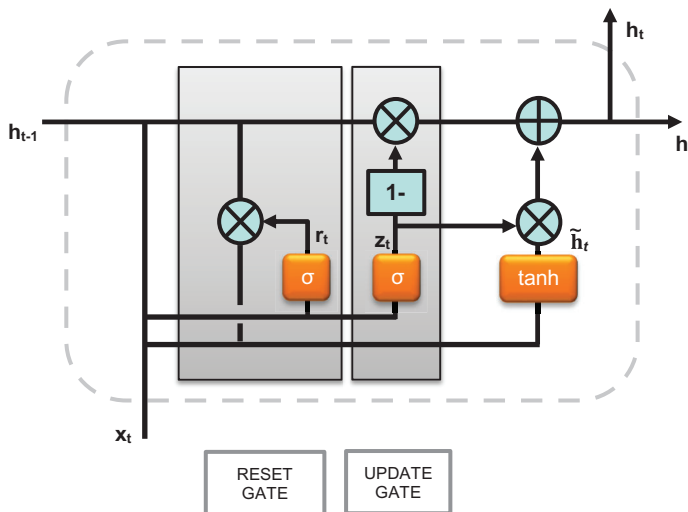 hₜ
hₜ₋₁
h
1-
rₜ
zₜ
h̃ₜ
σ
σ
tanh
xₜ
RESET
GATE
UPDATE
GATE